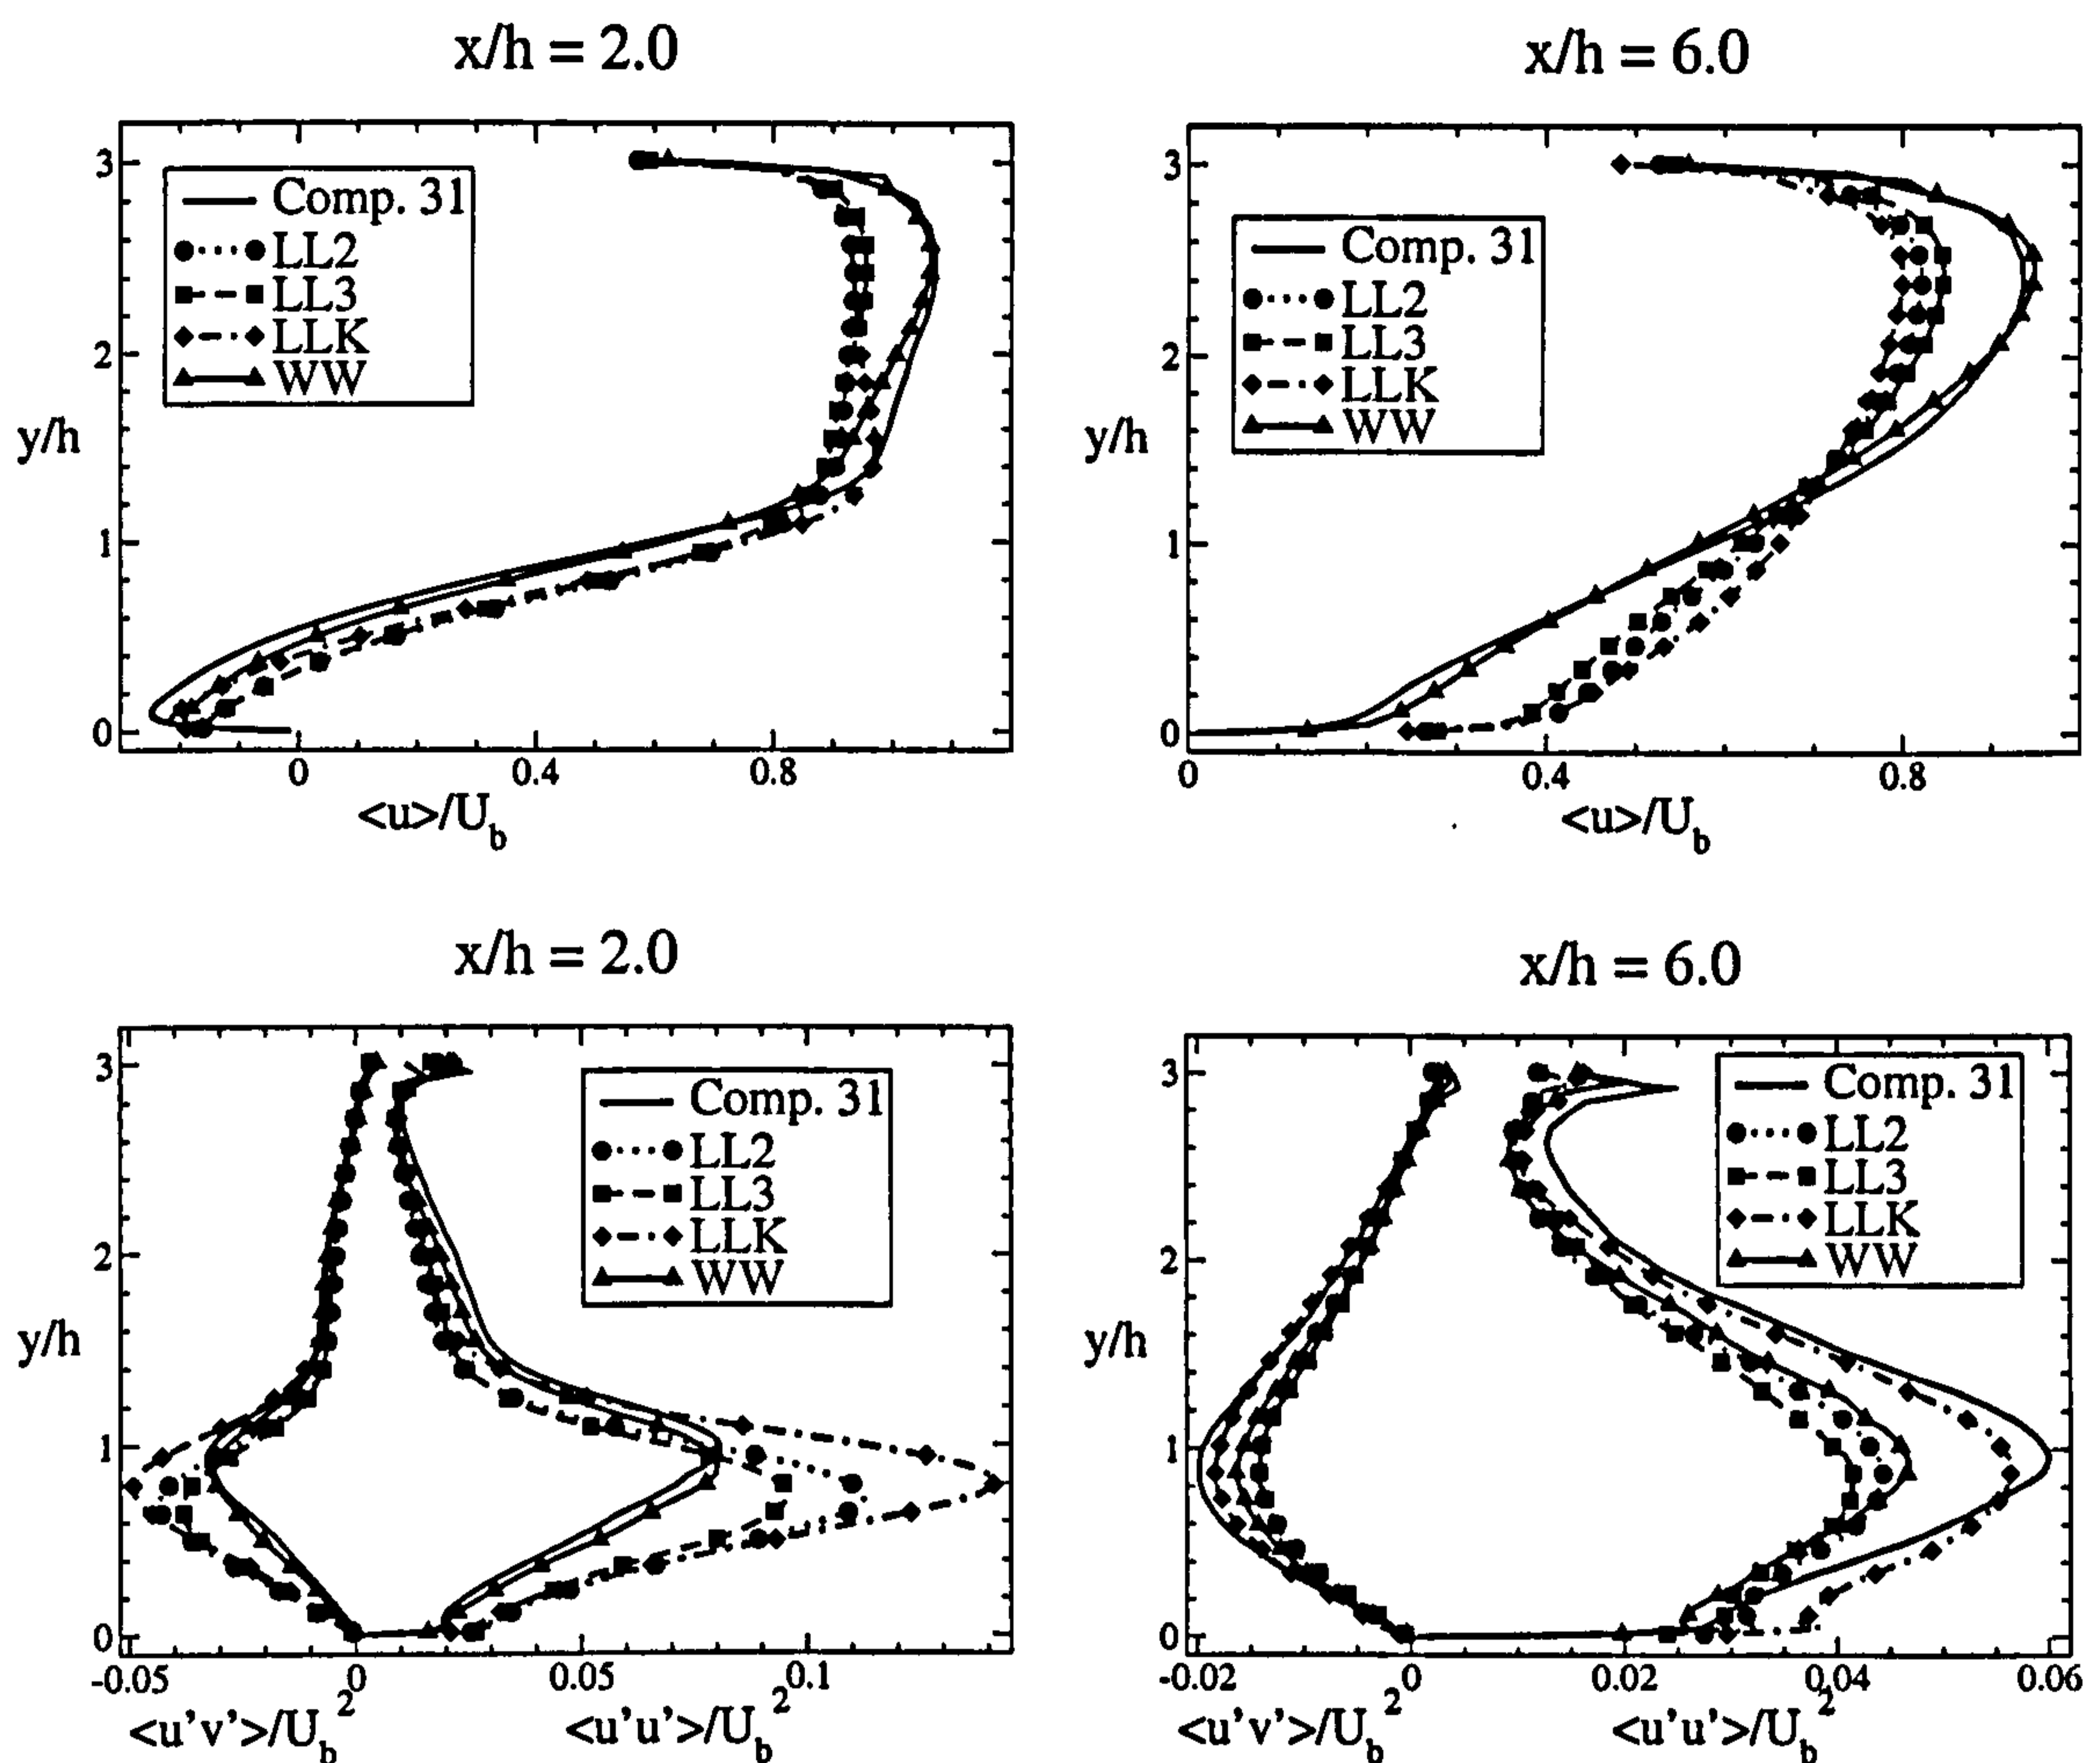 x/h = 2.0
3
2
1
0
y/h
Comp. 31
LL2
LL3
LLK
WW
0
0.4
0.8
<u>/U_b
x/h = 6.0
3
2
1
0
y/h
Comp. 31
LL2
LL3
LLK
WW
0
0.4
0.8
<u>/U_b
x/h = 2.0
3
2
1
0
y/h
Comp. 31
LL2
LL3
LLK
WW
-0.05
0
0.05
0.1
<u'v'>/U_b^2
<u'u'>/U_b^2
x/h = 6.0
3
2
1
0
y/h
Comp. 31
LL2
LL3
LLK
WW
-0.02
0
0.02
0.04
0.06
<u'v'>/U_b^2
<u'u'>/U_b^2